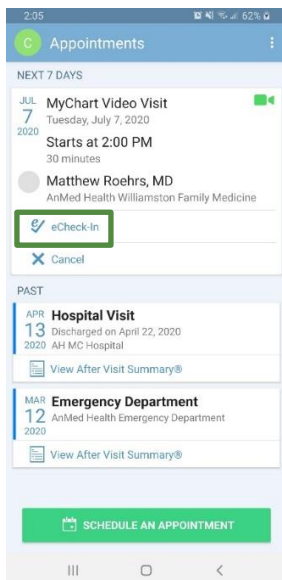 2:05
62%
C
Appointments
NEXT 7 DAYS
JUL
7
2020
MyChart Video Visit
Tuesday, July 7, 2020
Starts at 2:00 PM
30 minutes
Matthew Roehrs, MD
AnMed Health Williamston Family Medicine
eCheck-In
Cancel
PAST
APR
13
2020
Hospital Visit
Discharged on April 22, 2020
AH MC Hospital
View After Visit Summary®
MAR
12
2020
Emergency Department
AnMed Health Emergency Department
View After Visit Summary®
SCHEDULE AN APPOINTMENT